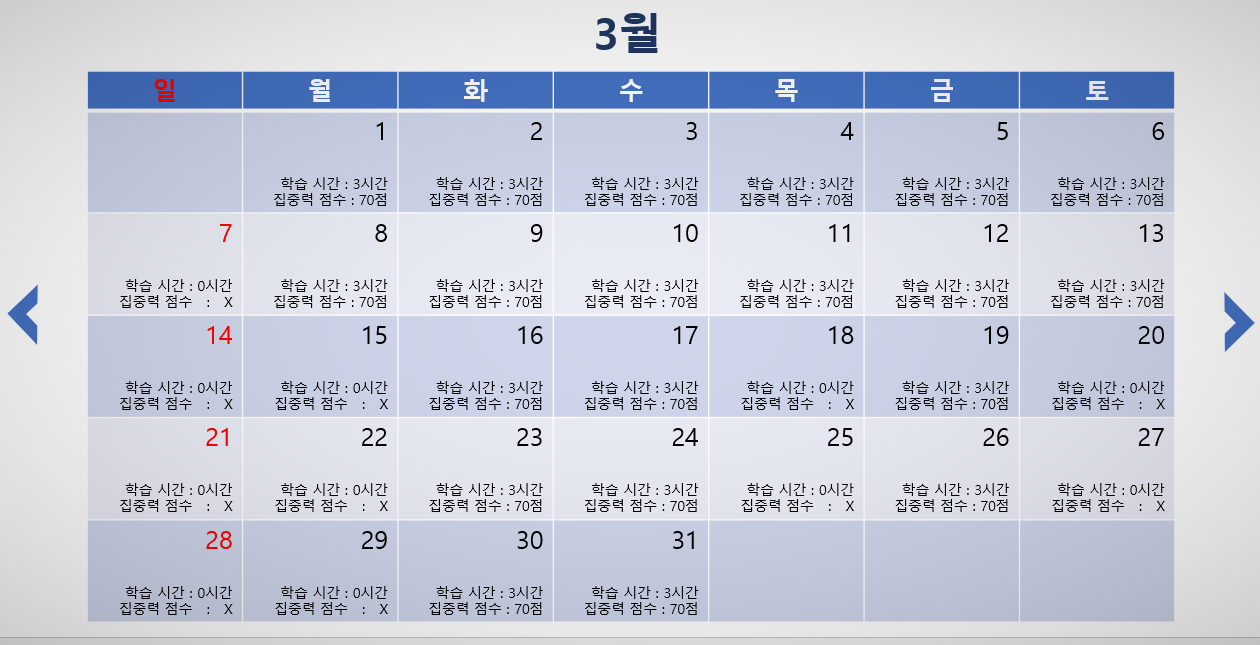 3월
일 월 화 수 목 금 토
1 2 3 4 5 6
학습 시간 : 3시간 학습 시간 : 3시간 학습 시간 : 3시간 학습 시간 : 3시간 학습 시간 : 3시간 학습 시간 : 3시간
집중력 점수 : 70점 집중력 점수 : 70점 집중력 점수 : 70점 집중력 점수 : 70점 집중력 점수 : 70점 집중력 점수 : 70점
7 8 9 10 11 12 13
학습 시간 : 0시간 학습 시간 : 3시간 학습 시간 : 3시간 학습 시간 : 3시간 학습 시간 : 3시간 학습 시간 : 3시간 학습 시간 : 3시간
집중력 점수 : X 집중력 점수 : 70점 집중력 점수 : 70점 집중력 점수 : 70점 집중력 점수 : 70점 집중력 점수 : 70점 집중력 점수 : 70점
14 15 16 17 18 19 20
학습 시간 : 0시간 학습 시간 : 0시간 학습 시간 : 3시간 학습 시간 : 3시간 학습 시간 : 0시간 학습 시간 : 3시간 학습 시간 : 0시간
집중력 점수 : X 집중력 점수 : X 집중력 점수 : 70점 집중력 점수 : 70점 집중력 점수 : X 집중력 점수 : 70점 집중력 점수 : X
21 22 23 24 25 26 27
학습 시간 : 0시간 학습 시간 : 0시간 학습 시간 : 3시간 학습 시간 : 3시간 학습 시간 : 0시간 학습 시간 : 3시간 학습 시간 : 0시간
집중력 점수 : X 집중력 점수 : X 집중력 점수 : 70점 집중력 점수 : 70점 집중력 점수 : X 집중력 점수 : 70점 집중력 점수 : X
28 29 30 31
학습 시간 : 0시간 학습 시간 : 0시간 학습 시간 : 3시간 학습 시간 : 3시간
집중력 점수 : X 집중력 점수 : X 집중력 점수 : 70점 집중력 점수 : 70점